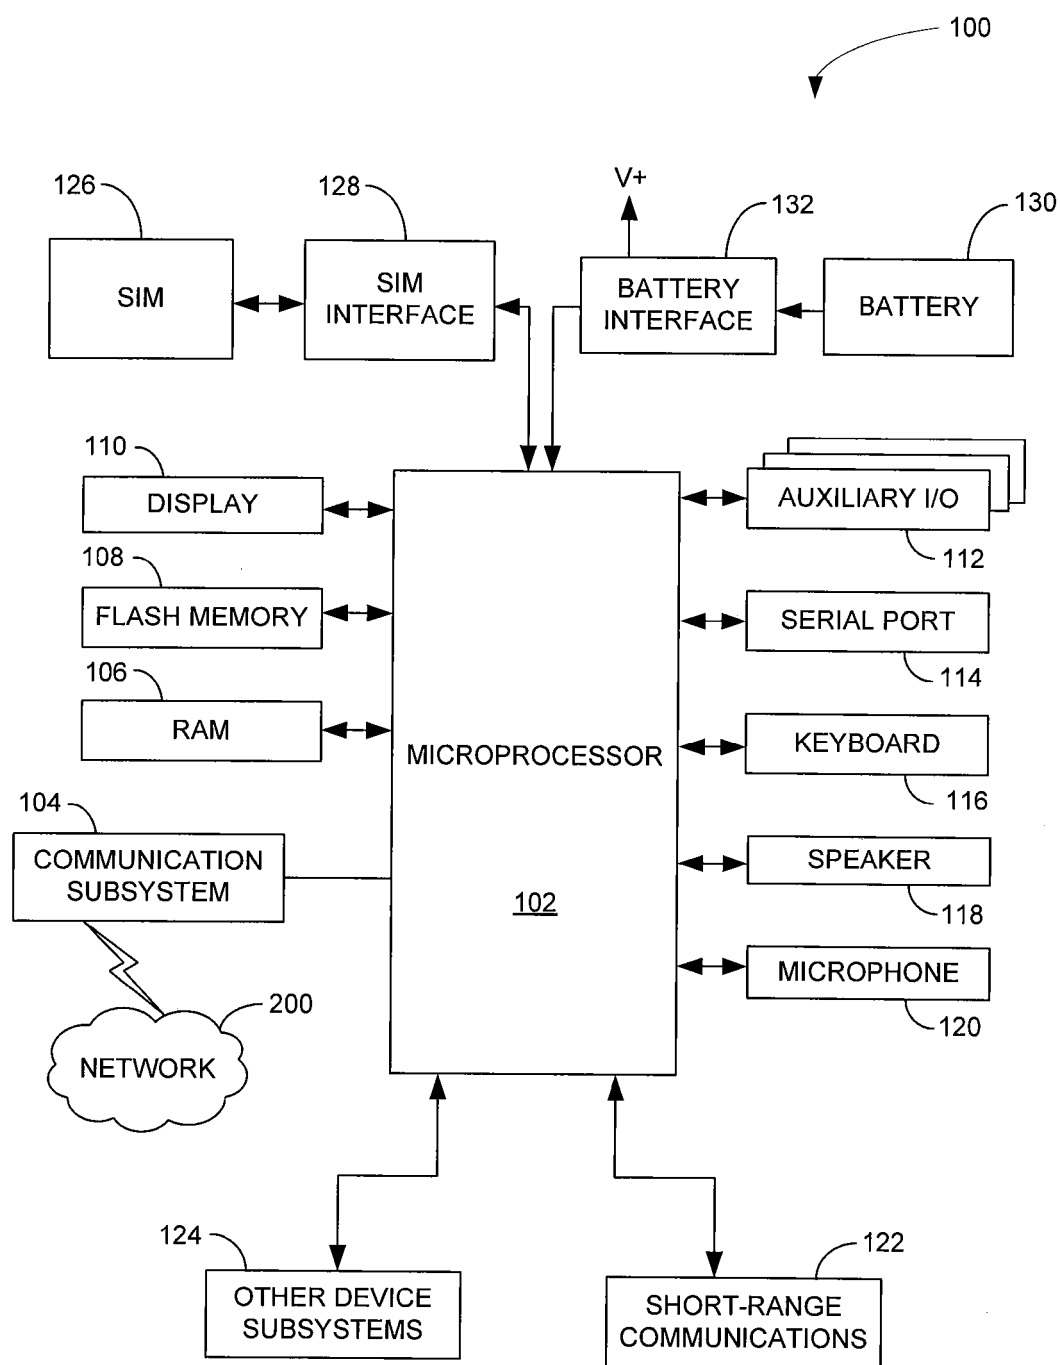 100
126
128
V+
132
130
SIM
SIM
INTERFACE
BATTERY
INTERFACE
BATTERY
110
DISPLAY
AUXILIARY I/O
112
108
FLASH MEMORY
SERIAL PORT
114
106
RAM
MICROPROCESSOR
102
KEYBOARD
116
104
COMMUNICATION
SUBSYSTEM
SPEAKER
118
MICROPHONE
120
200
NETWORK
124
OTHER DEVICE
SUBSYSTEMS
122
SHORT-RANGE
COMMUNICATIONS